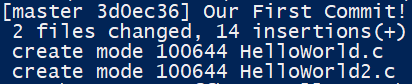 [master 3d0ec36] Our First Commit!
2 files changed, 14 insertions(+)
create mode 100644 HelloWorld.c
create mode 100644 HelloWorld2.c